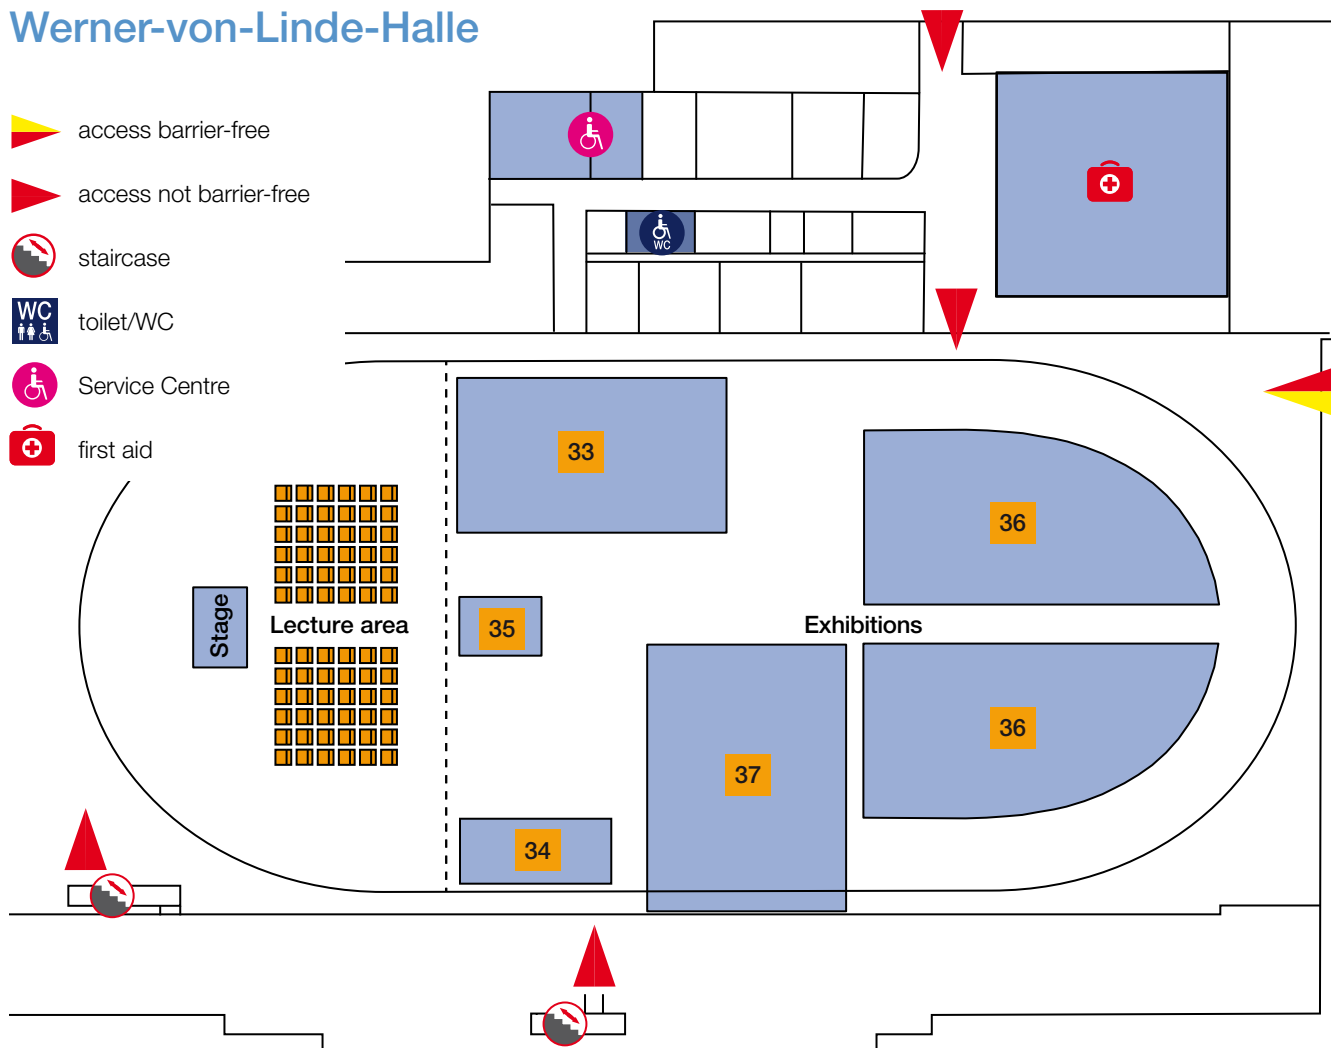 Werner-von-Linde-Halle
access barrier-free
access not barrier-free
staircase
WC
toilet/WC
Service Centre
first aid
WC
33
36
Stage
Lecture area
35
Exhibitions
36
37
34